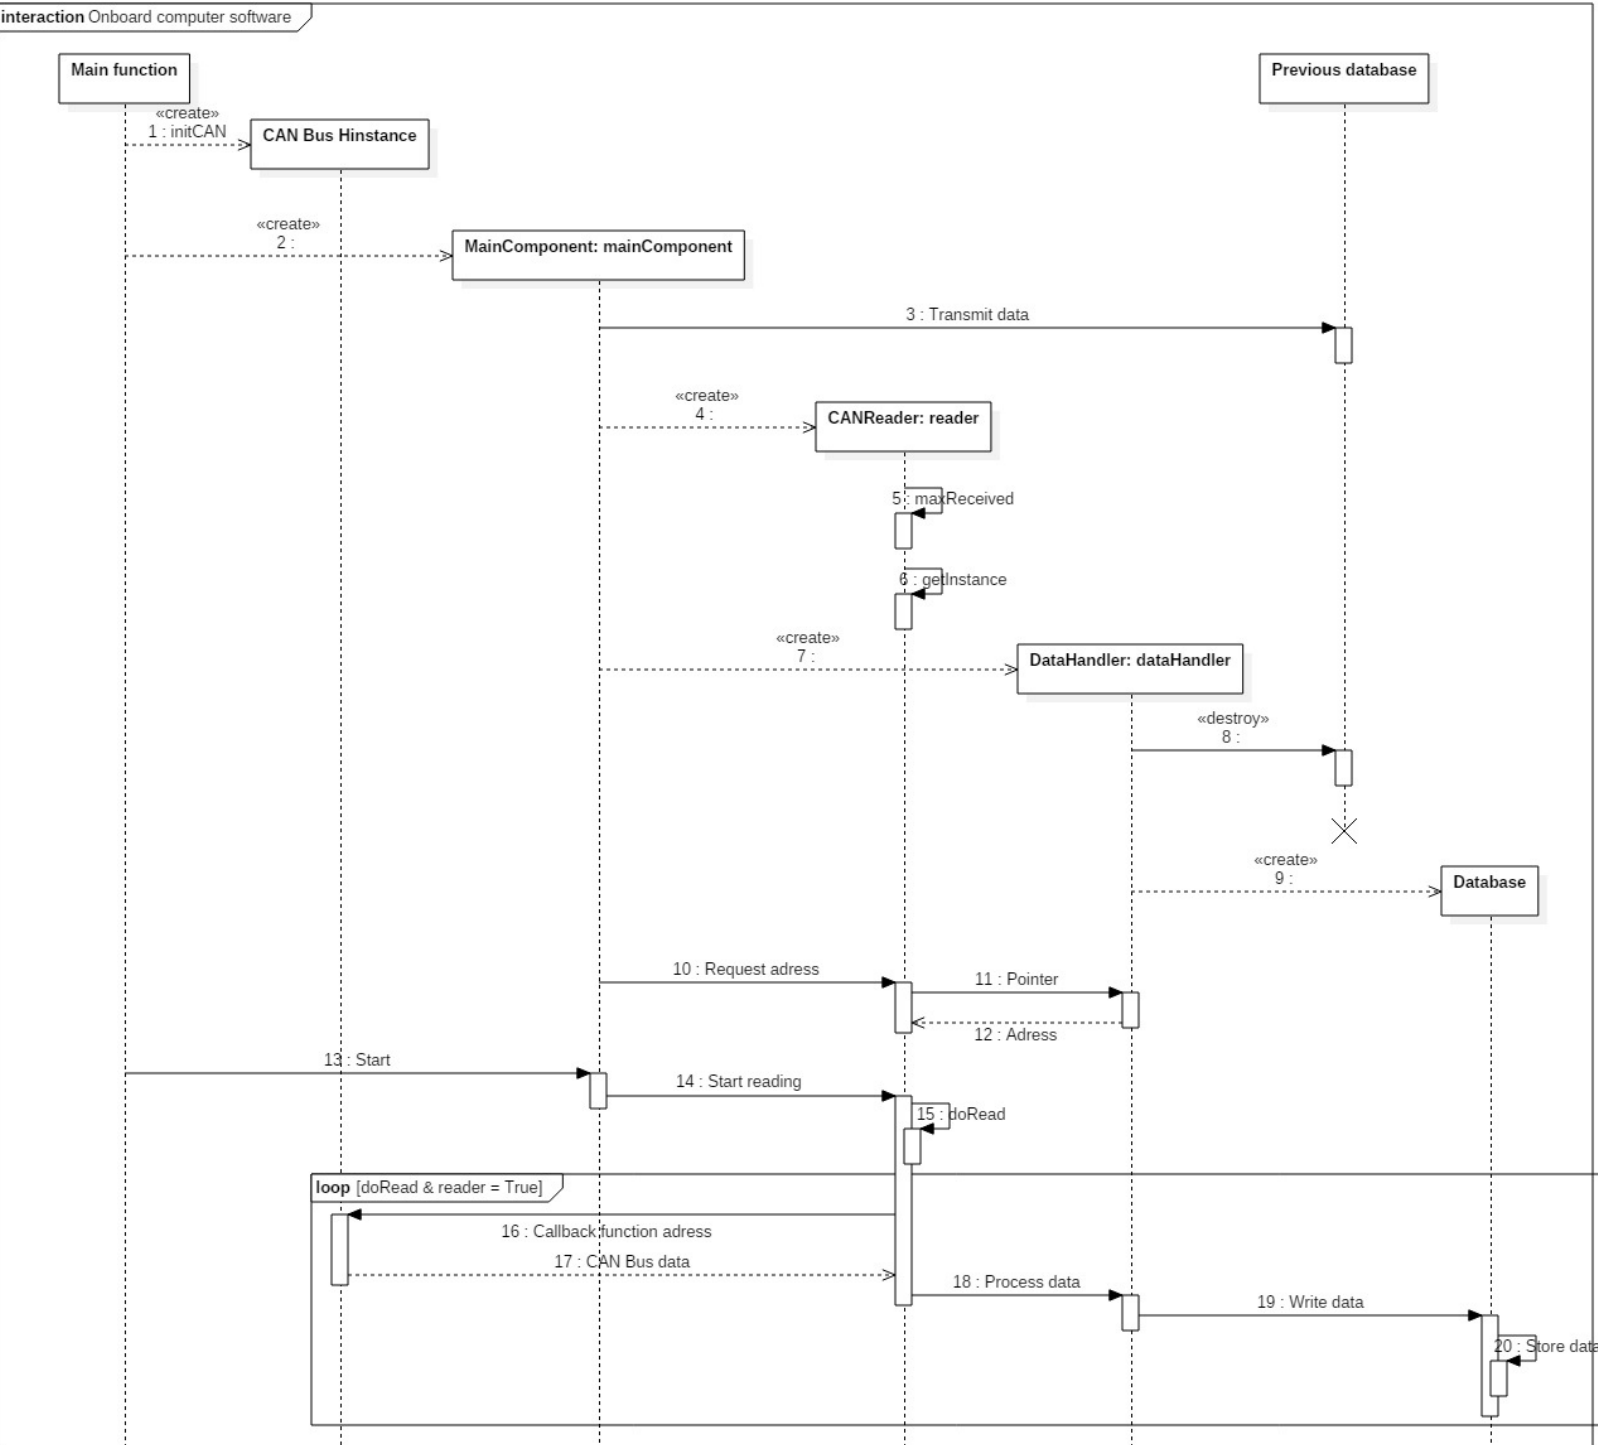 interaction Onboard computer software
Main function
Previous database
«create»
1 : initCAN
CAN Bus Hinstance
«create»
2 :
MainComponent: mainComponent
3 : Transmit data
«create»
4 :
CANReader: reader
5 : maxReceived
6 : getInstance
«create»
7 :
DataHandler: dataHandler
«destroy»
8 :
«create»
9 :
Database
10 : Request adress
11 : Pointer
12 : Adress
13 : Start
14 : Start reading
15 : doRead
loop [doRead & reader = True]
16 : Callback function adress
17 : CAN Bus data
18 : Process data
19 : Write data
20 : Store data